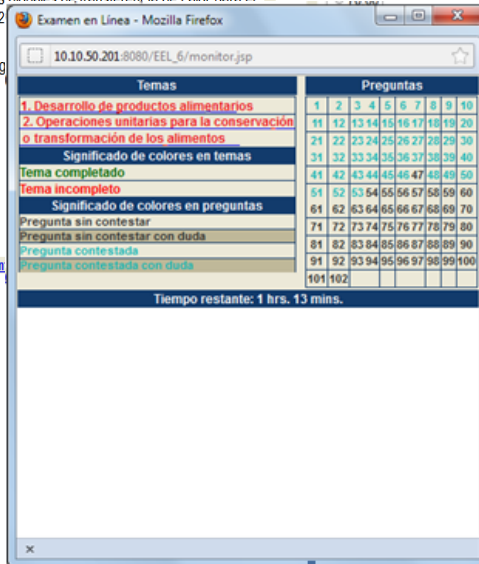 Examen en Línea - Mozilla Firefox
10.10.50.201:8080/EEL_6/monitor.jsp
Temas
1. Desarrollo de productos alimentarios
2. Operaciones unitarias para la conservación
o transformación de los alimentos
Significado de colores en temas
Tema completado
Tema incompleto
Significado de colores en preguntas
Pregunta sin contestar
Pregunta sin contestar con duda
Pregunta contestada
Pregunta contestada con duda
Preguntas
1 2 3 4 5 6 7 8 9 10
11 12 13 14 15 16 17 18 19 20
21 22 23 24 25 26 27 28 29 30
31 32 33 34 35 36 37 38 39 40
41 42 43 44 45 46 47 48 49 50
51 52 53 54 55 56 57 58 59 60
61 62 63 64 65 66 67 68 69 70
71 72 73 74 75 76 77 78 79 80
81 82 83 84 85 86 87 88 89 90
91 92 93 94 95 96 97 98 99 100
101 102
Tiempo restante: 1 hrs. 13 mins.